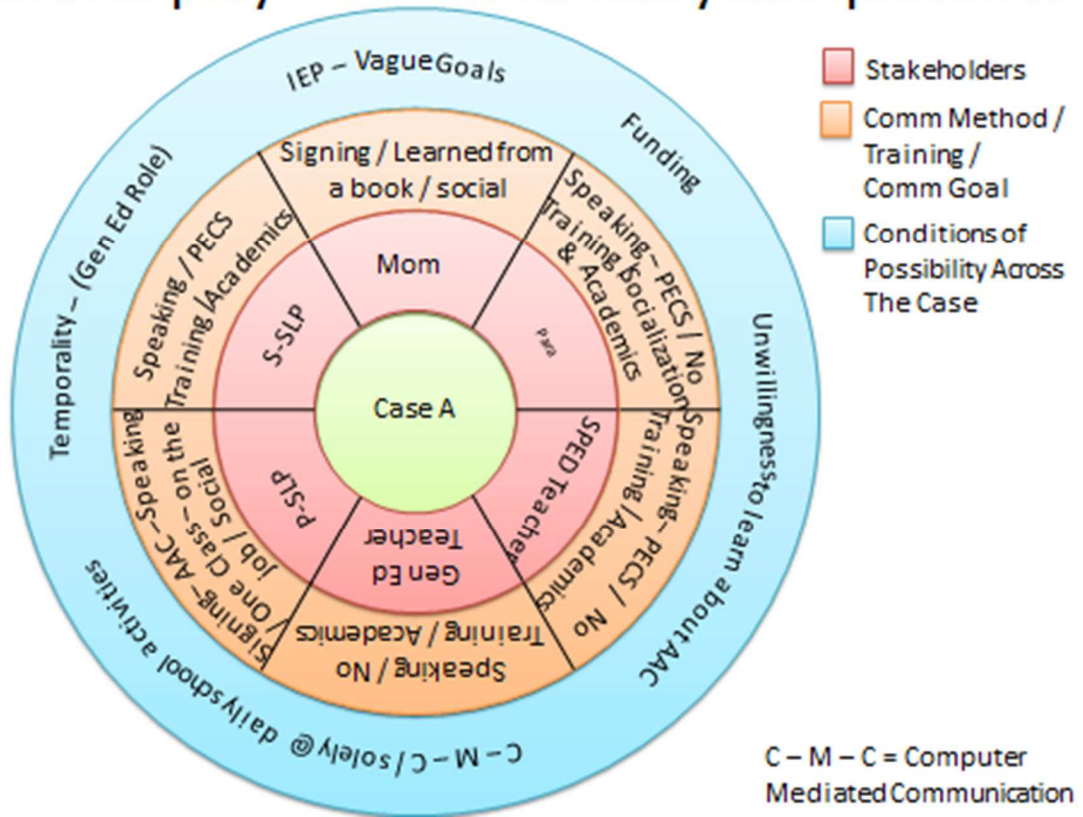 IEP – Vague Goals
Funding
Unwillingness to learn about AAC
C – M – C / solely @ daily school activities
Temporality – (Gen Ed Role)
Signing / Learned from
a book / social
Speaking – PECS / No
Training / Socialization
& Academics
Speaking – PECS / No
Training / Academics
Speaking / No
Training / Academics
Signing – AAC – Speaking
/ One Class – on the
job / Social
Speaking / PECS
Training / Academics
Mom
Para
SPED Teacher
Gen Ed
Teacher
P-SLP
S-SLP
Case A
Stakeholders
Comm Method /
Training /
Comm Goal
Conditions of
Possibility Across
The Case
C – M – C = Computer
Mediated Communication